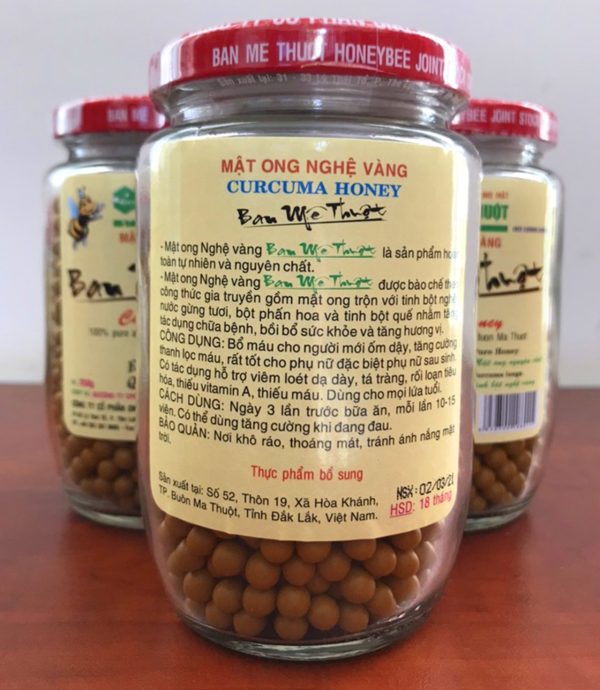 BAN ME THUOT HONEYBEE JOINT
MẬT ONG NGHỆ VÀNG
CURCUMA HONEY
Ban Mê Thuột
- Mật ong Nghệ vàng Ban Mê Thuột là sản phẩm hoàn
toàn tự nhiên và nguyên chất.
- Mật ong Nghệ vàng Ban Mê Thuột được bào chế theo
công thức gia truyền gồm mật ong trộn với tinh bột nghệ
nước gừng tươi, bột phấn hoa và tinh bột quế nhằm tăng
tác dụng chữa bệnh, bồi bổ sức khỏe và tăng hương vị.
CÔNG DỤNG: Bổ máu cho người mới ốm dậy, tăng cường
thanh lọc máu, rất tốt cho phụ nữ đặc biệt phụ nữ sau sinh.
Có tác dụng hỗ trợ viêm loét dạ dày, tá tràng, rối loạn tiêu
hóa, thiếu vitamin A, thiếu máu. Dùng cho mọi lứa tuổi.
CÁCH DÙNG: Ngày 3 lần trước bữa ăn, mỗi lần 10-15
viên. Có thể dùng tăng cường khi đang đau.
BẢO QUẢN: Nơi khô ráo, thoáng mát, tránh ánh nắng mặt
trời.
Thực phẩm bổ sung
Sản xuất tại: Số 52, Thôn 19, Xã Hòa Khánh,
TP. Buôn Ma Thuột, Tỉnh Đắk Lắk, Việt Nam.
NSX: 02/03/21
HSD: 18 tháng
BAN ME
Ban
100% pure
BEE JOINT STOCK